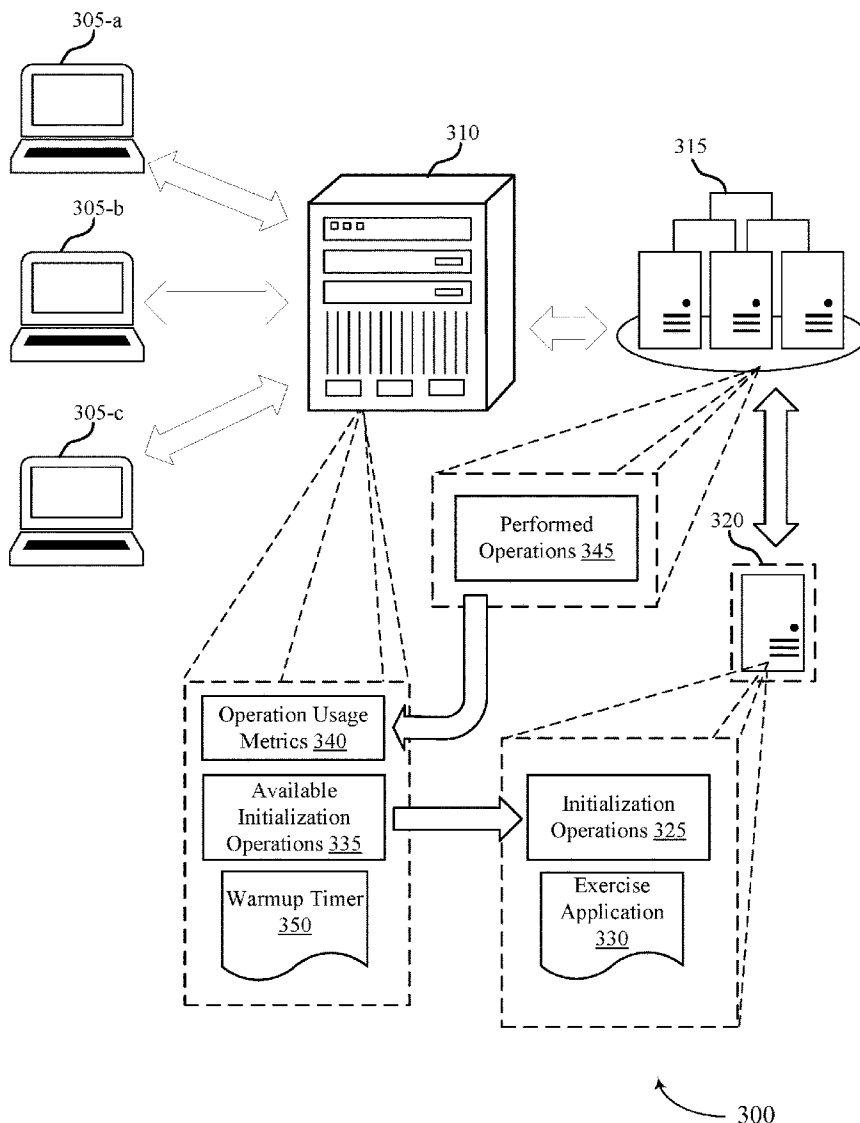 305-a
310
315
305-b
305-c
320
Performed
Operations 345
Operation Usage
Metrics 340
Available
Initialization
Operations 335
Initialization
Operations 325
Warmup Timer
350
Exercise
Application
330
300